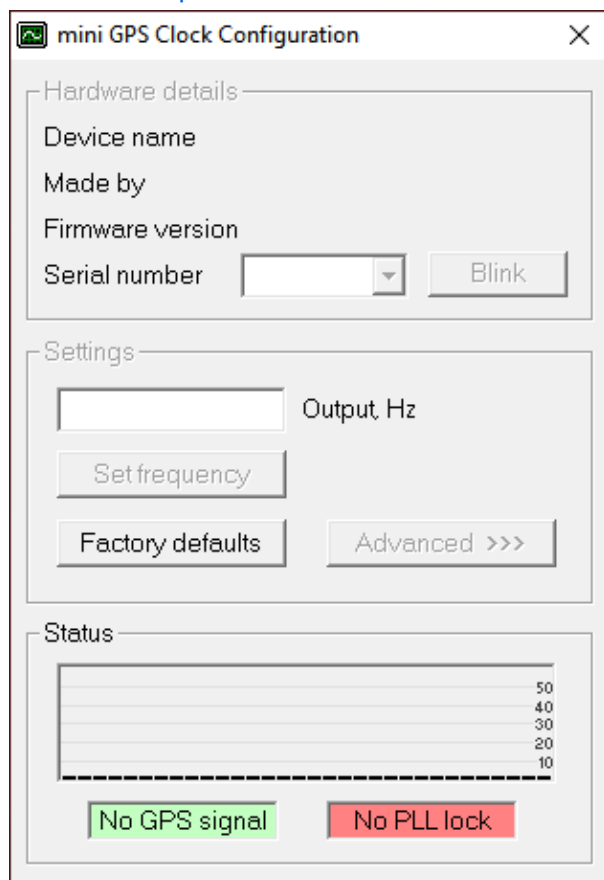 mini GPS Clock Configuration
Hardware details
Device name
Made by
Firmware version
Serial number Blink
Settings
Output, Hz
Set frequency
Factory defaults Advanced >>>
Status
50
40
30
20
10
No GPS signal No PLL lock